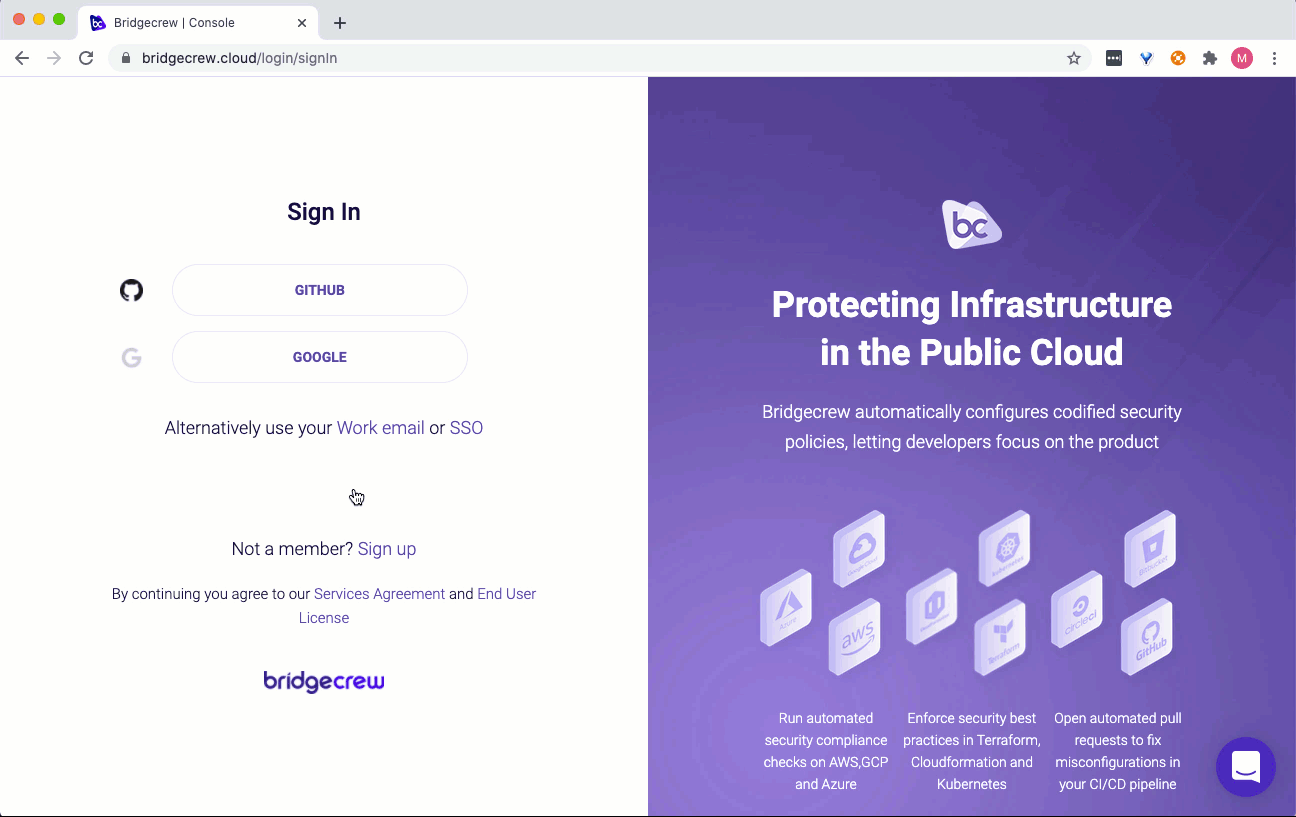 Bridgecrew | Console
bridgecrew.cloud/login/signIn
M
Sign In
GITHUB
GOOGLE
Alternatively use your Work email or SSO
Not a member? Sign up
By continuing you agree to our Services Agreement and End User
License
bridgecrew
bc
Protecting Infrastructure
in the Public Cloud
Bridgecrew automatically configures codified security
policies, letting developers focus on the product
Google Cloud
Azure
aws
Kubernetes
Terraform
Bitbucket
circleci
GitHub
Run automated
security compliance
checks on AWS,GCP
and Azure
Enforce security best
practices in Terraform,
Cloudformation and
Kubernetes
Open automated pull
requests to fix
misconfigurations in
your CI/CD pipeline